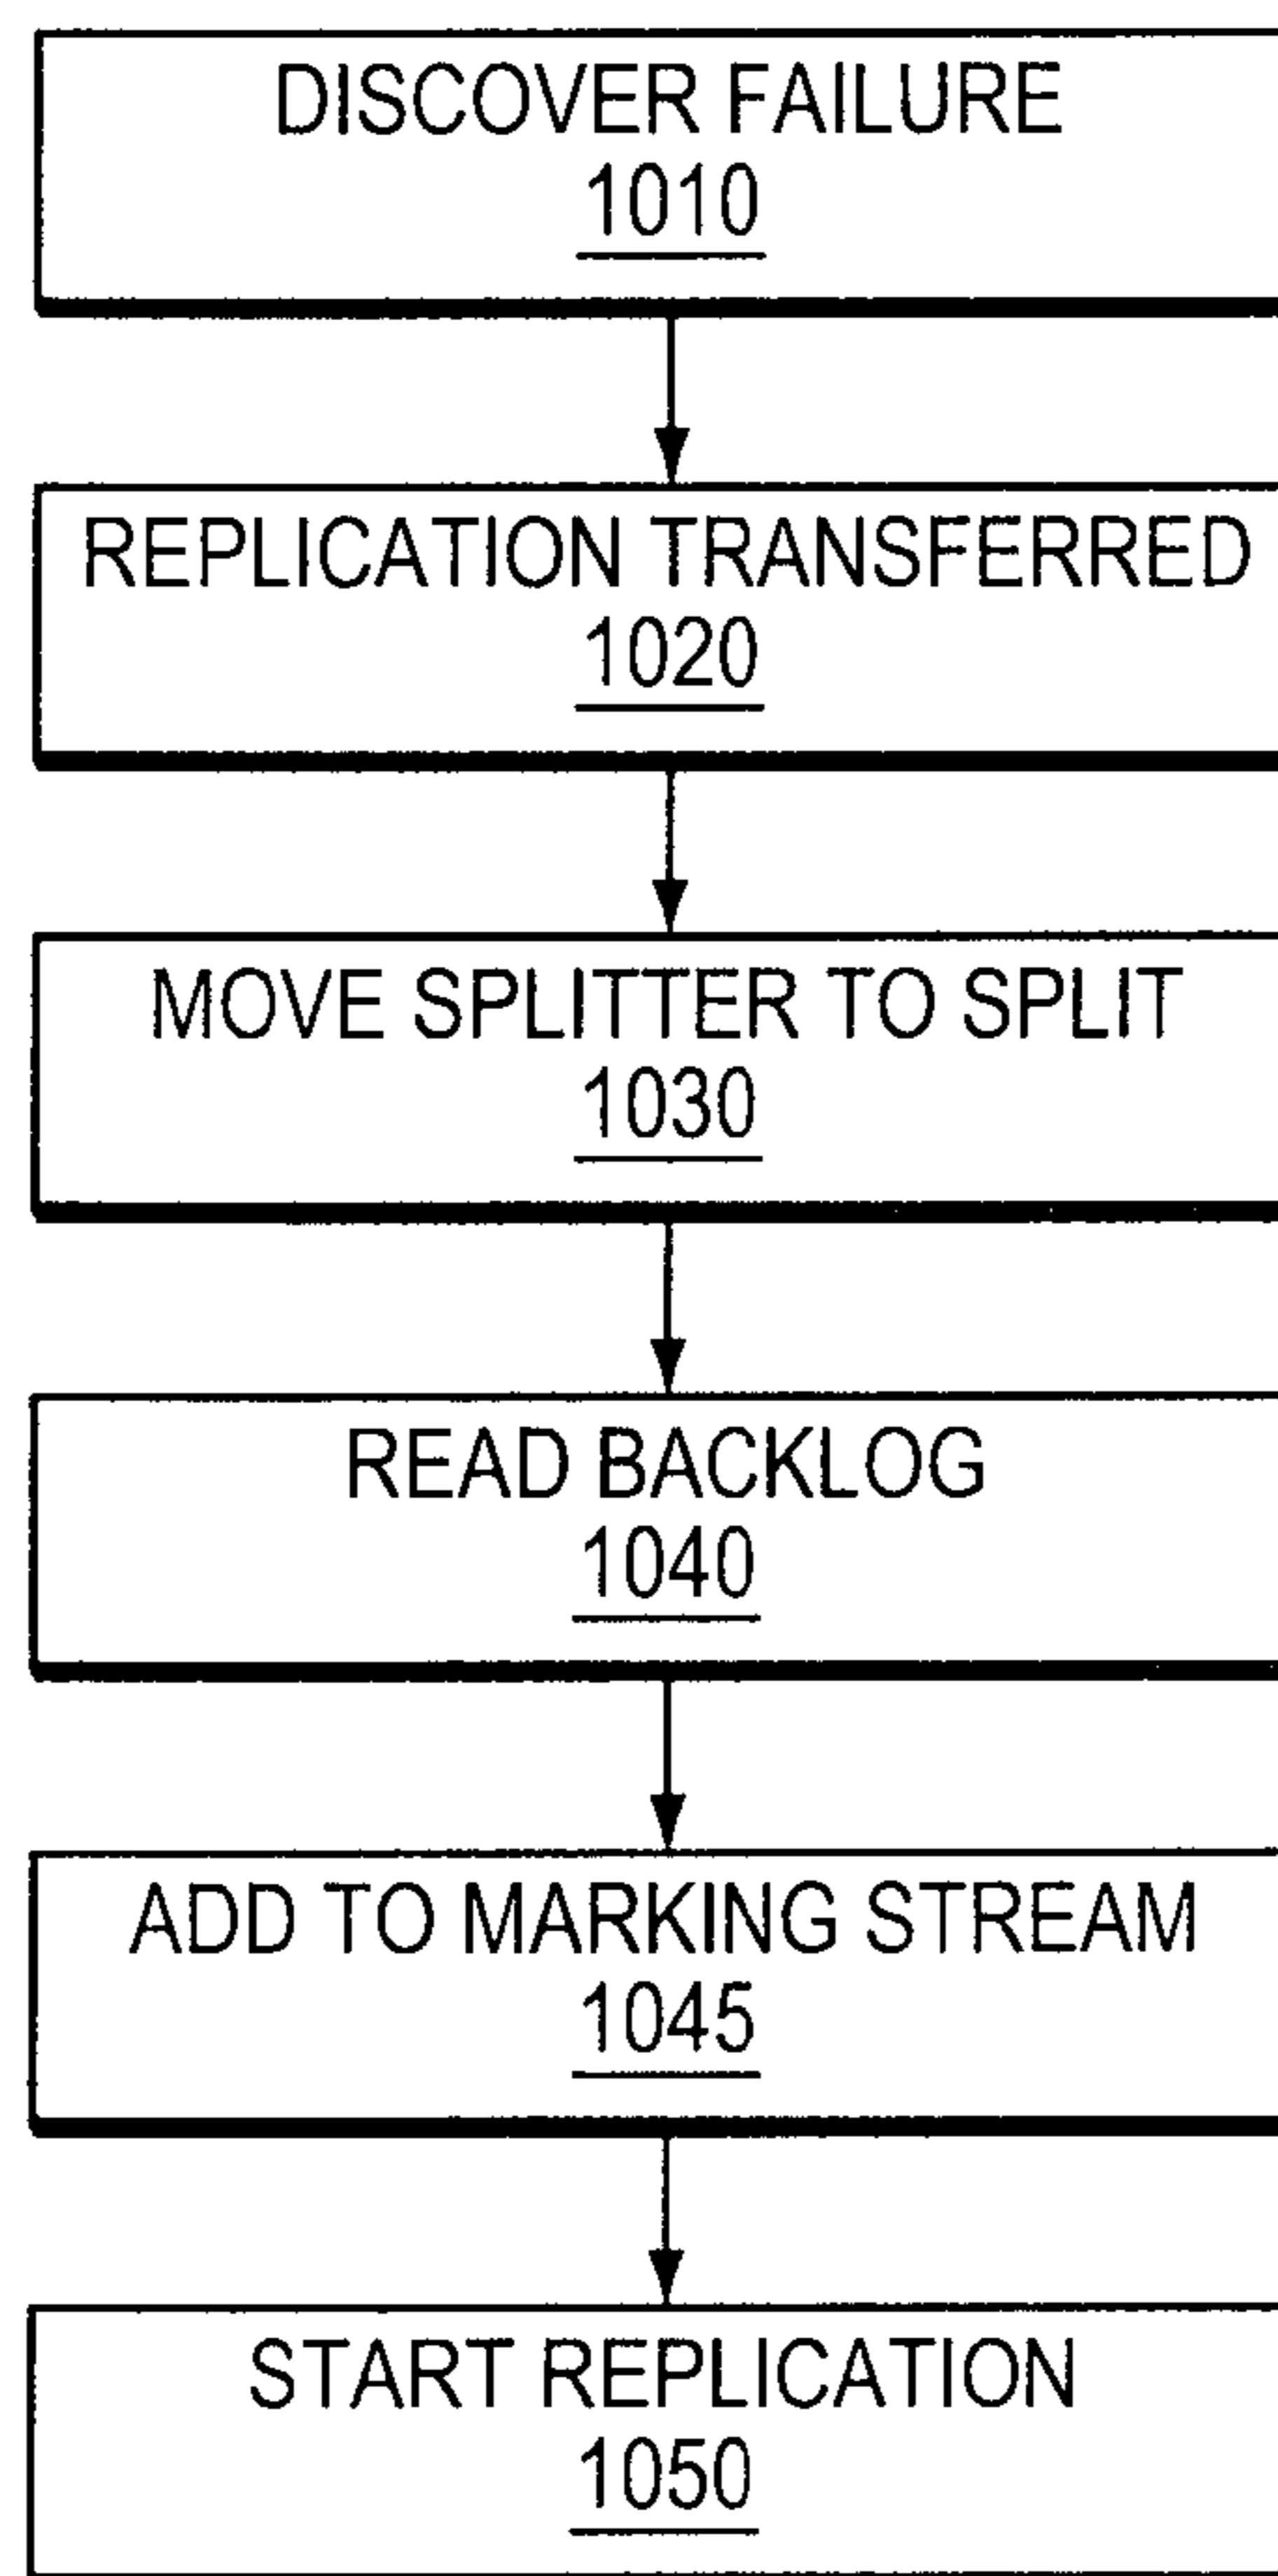 DISCOVER FAILURE
1010
REPLICATION TRANSFERRED
1020
MOVE SPLITTER TO SPLIT
1030
READ BACKLOG
1040
ADD TO MARKING STREAM
1045
START REPLICATION
1050